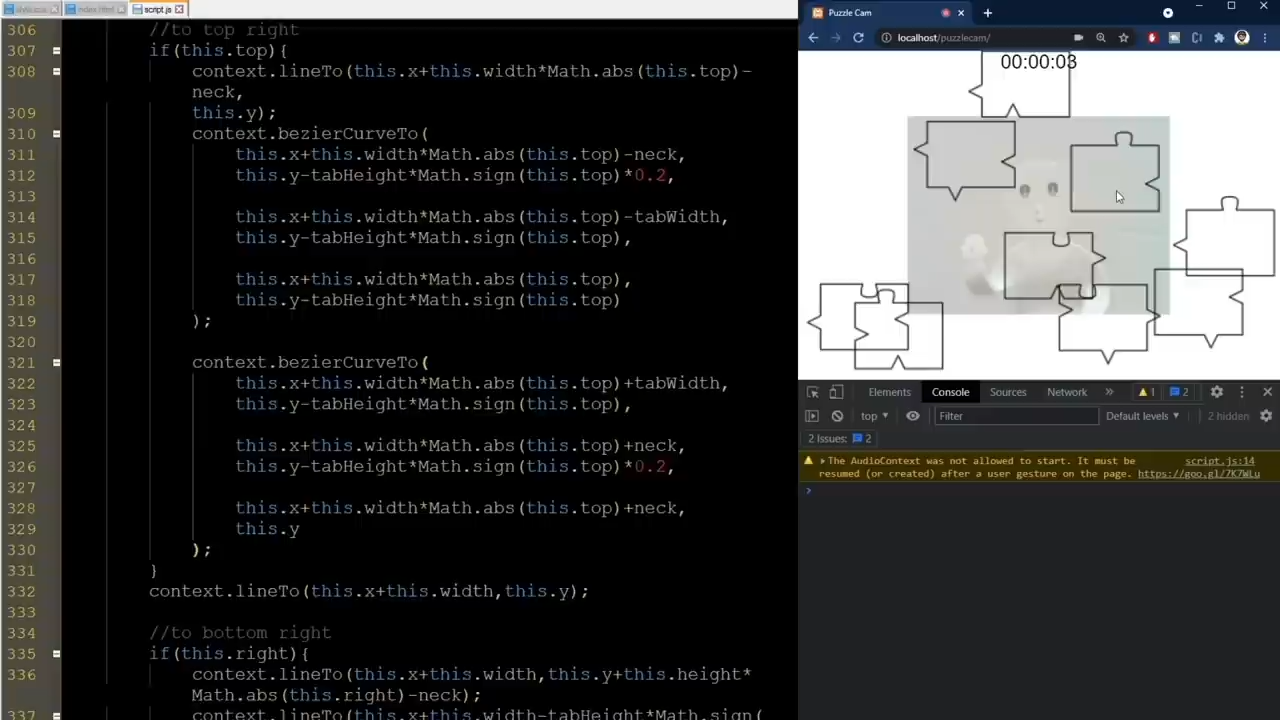 index.html
script.js
306 //to top right
307 if(this.top){
308 context.lineTo(this.x+this.width*Math.abs(this.top)-
neck,
309 this.y);
310 context.bezierCurveTo(
311 this.x+this.width*Math.abs(this.top)-neck,
312 this.y-tabHeight*Math.sign(this.top)*0.2,
313
314 this.x+this.width*Math.abs(this.top)-tabWidth,
315 this.y-tabHeight*Math.sign(this.top),
316
317 this.x+this.width*Math.abs(this.top),
318 this.y-tabHeight*Math.sign(this.top)
319 );
320
321 context.bezierCurveTo(
322 this.x+this.width*Math.abs(this.top)+tabWidth,
323 this.y-tabHeight*Math.sign(this.top),
324
325 this.x+this.width*Math.abs(this.top)+neck,
326 this.y-tabHeight*Math.sign(this.top)*0.2,
327
328 this.x+this.width*Math.abs(this.top)+neck,
329 this.y
330 );
331 }
332 context.lineTo(this.x+this.width,this.y);
333
334 //to bottom right
335 if(this.right){
336 context.lineTo(this.x+this.width,this.y+this.height*
Math.abs(this.right)-neck);
337 context.lineTo(this.x+this.width-tabHeight*Math.sign(
Puzzle Cam
localhost/puzzlecam/
00:00:03
Elements Console Sources Network » 1 2
top Filter Default levels 2 hidden
2 Issues: 2
The AudioContext was not allowed to start. It must be script.js:14
resumed (or created) after a user gesture on the page. https://goo.gl/7K7WLu